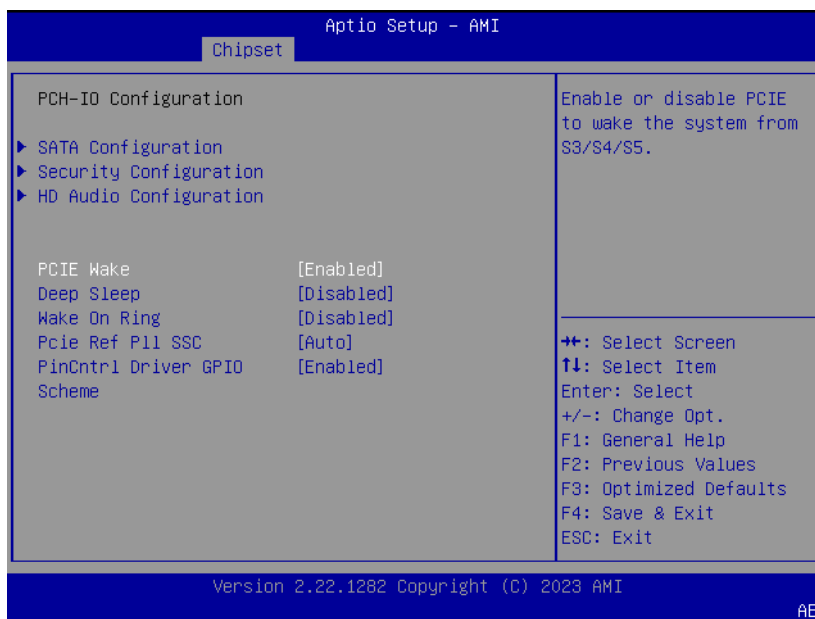 Aptio Setup – AMI
Chipset
PCH-IO Configuration
SATA Configuration
Security Configuration
HD Audio Configuration
PCIE Wake [Enabled]
Deep Sleep [Disabled]
Wake On Ring [Disabled]
Pcie Ref Pll SSC [Auto]
PinCntrl Driver GPIO [Enabled]
Scheme
Enable or disable PCIE
to wake the system from
S3/S4/S5.
→←: Select Screen
↑↓: Select Item
Enter: Select
+/-: Change Opt.
F1: General Help
F2: Previous Values
F3: Optimized Defaults
F4: Save & Exit
ESC: Exit
Version 2.22.1282 Copyright (C) 2023 AMI